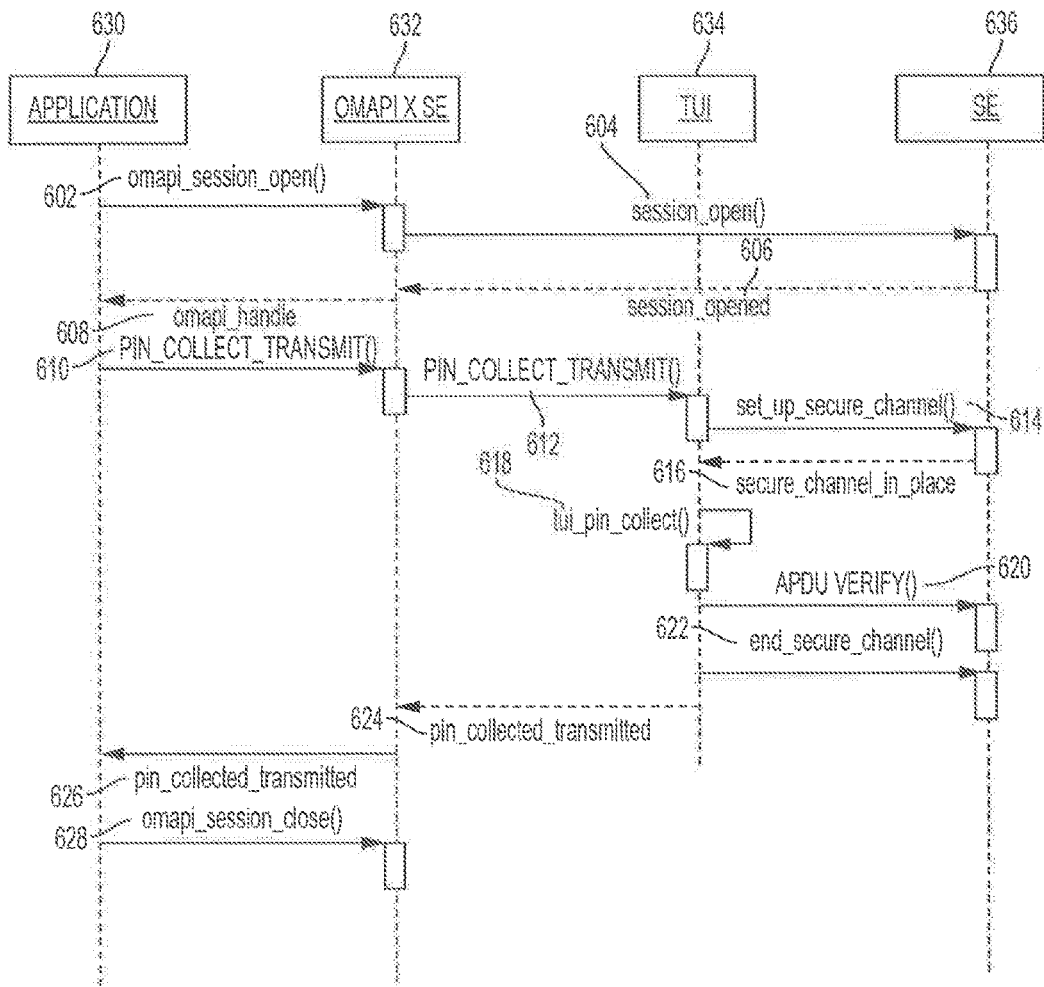 630
632
634
636
APPLICATION
OMAPI X SE
TUI
SE
604
602
omapi_session_open()
session_open()
606
session_opened
608
omapi_handle
610
PIN_COLLECT_TRANSMIT()
PIN_COLLECT_TRANSMIT()
612
set_up_secure_channel()
614
616
secure_channel_in_place
618
tui_pin_collect()
APDU VERIFY()
620
622
end_secure_channel()
624
pin_collected_transmitted
626
pin_collected_transmitted
628
omapi_session_close()